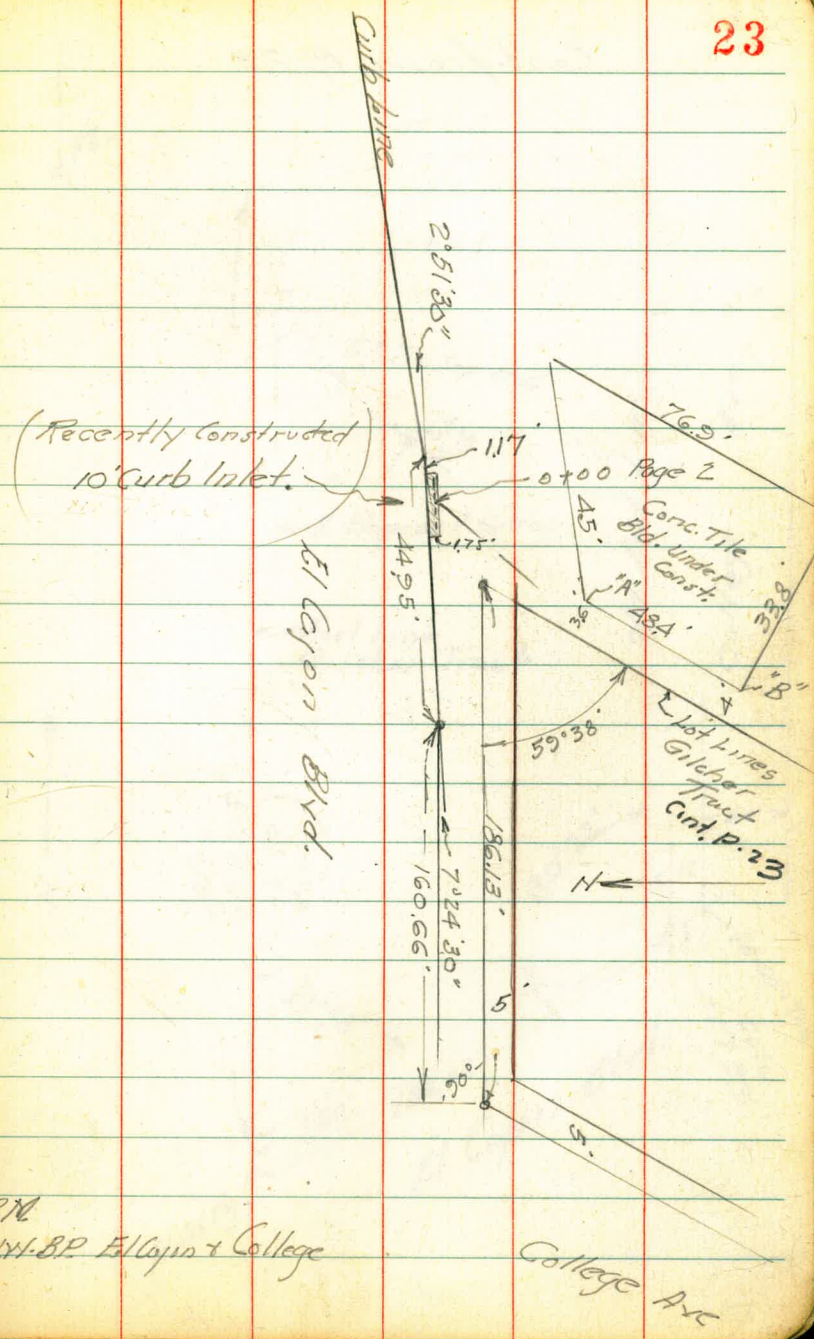 23
Curb Line
2°51'30"
(Recently Constructed)
10' Curb Inlet.
1.17'
0+00 Page 2
1.75'
44.95'
El Cajon Blvd.
76.9'
45'
Conc. Tile
Bld. under
Const.
"A"
3.6'
48.4'
33.8'
"B"
4'
59°38'
Lot Lines
Gilcher
Tract
Cont. P. 23
186.13'
N
7°24'30"
160.66'
5'
5'
W. BP. El Cajon & College
College Ave